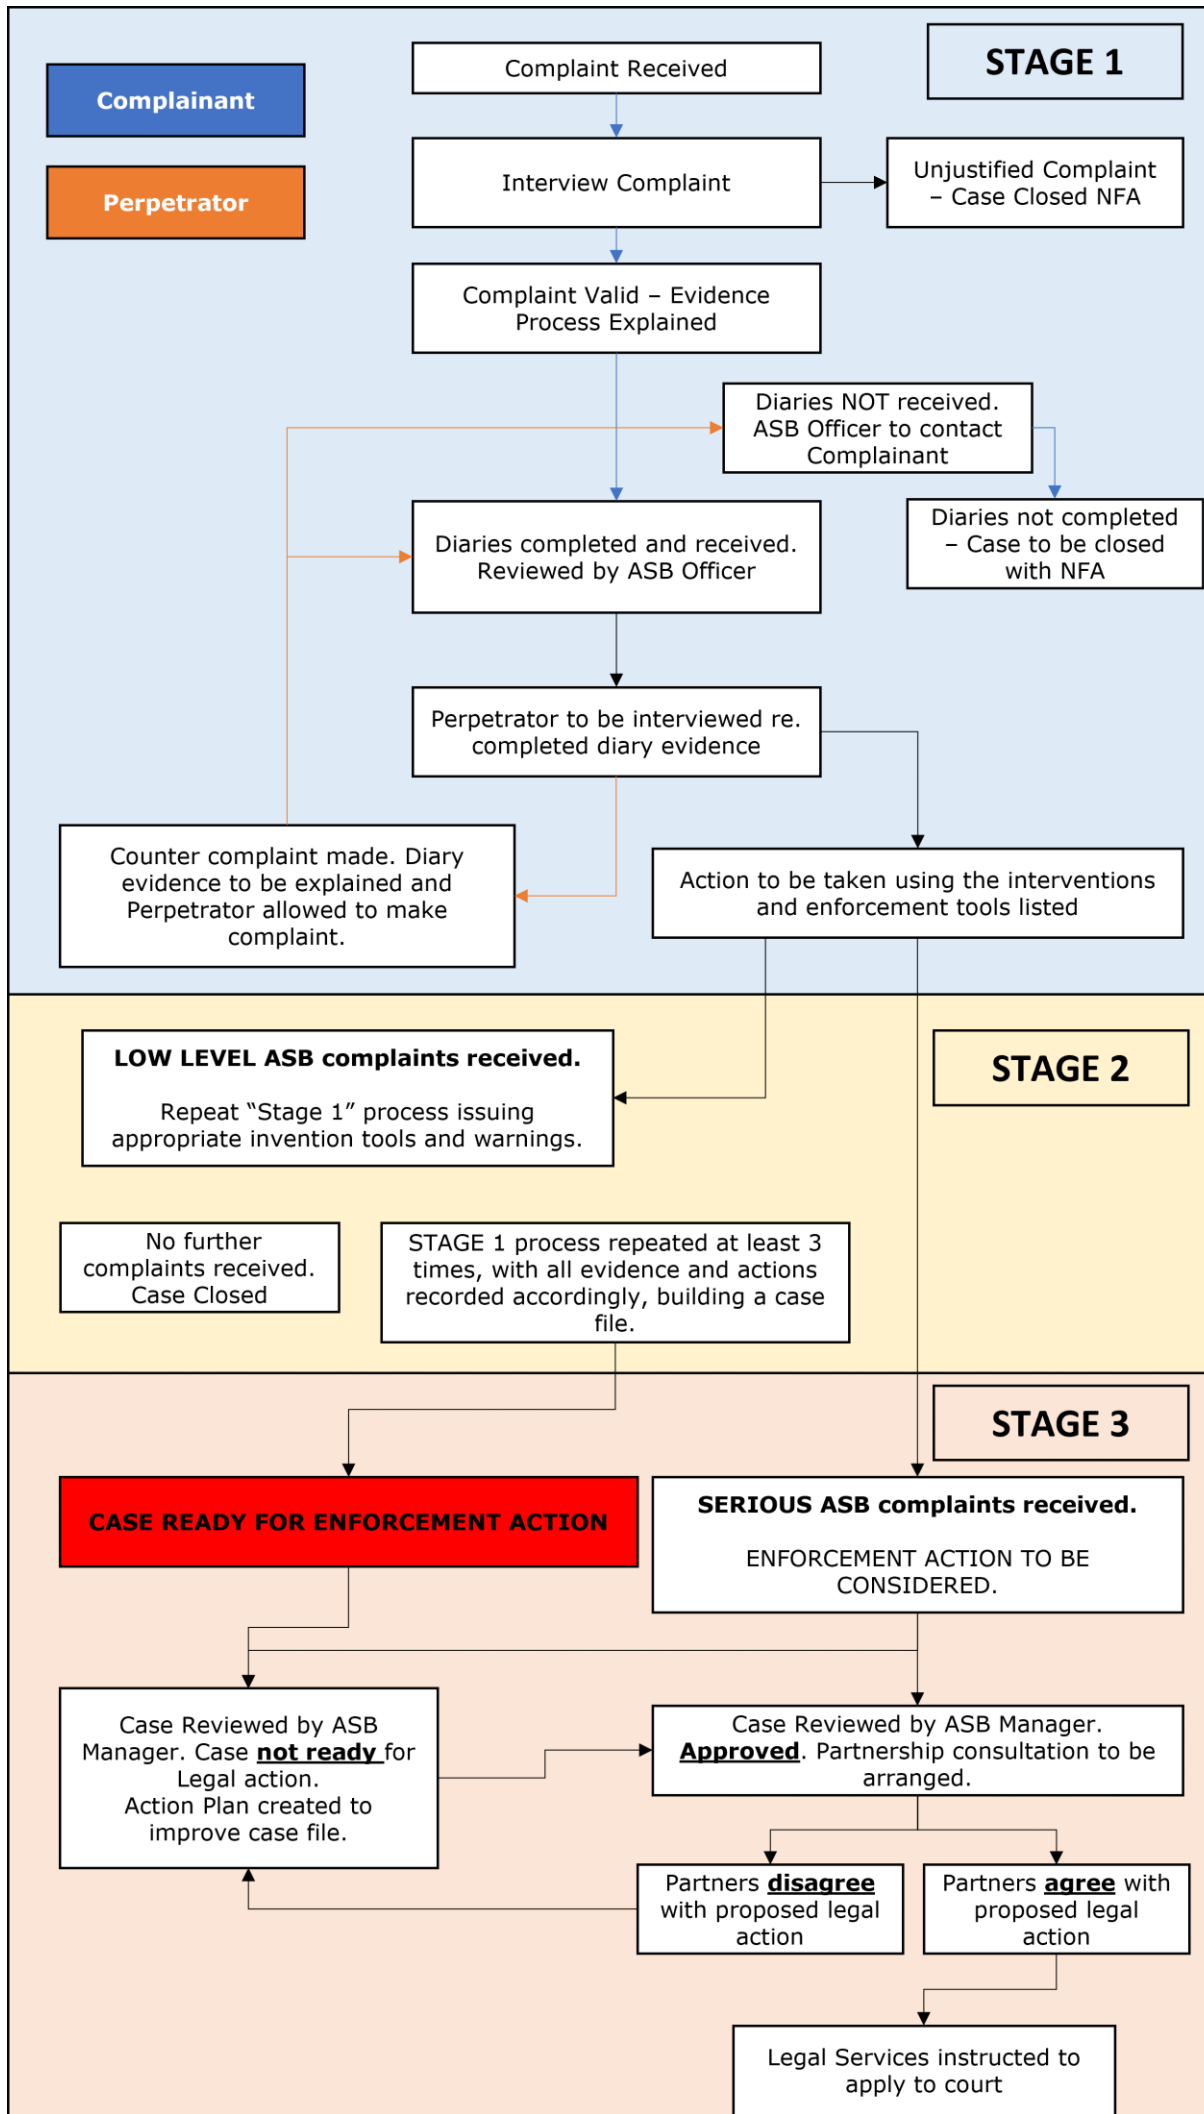 STAGE 1
Complainant
Perpetrator
Complaint Received
Interview Complaint
Unjustified Complaint
– Case Closed NFA
Complaint Valid – Evidence
Process Explained
Diaries NOT received.
ASB Officer to contact
Complainant
Diaries not completed
– Case to be closed
with NFA
Diaries completed and received.
Reviewed by ASB Officer
Perpetrator to be interviewed re.
completed diary evidence
Counter complaint made. Diary
evidence to be explained and
Perpetrator allowed to make
complaint.
Action to be taken using the interventions
and enforcement tools listed
STAGE 2
LOW LEVEL ASB complaints received.
Repeat “Stage 1” process issuing
appropriate invention tools and warnings.
No further
complaints received.
Case Closed
STAGE 1 process repeated at least 3
times, with all evidence and actions
recorded accordingly, building a case
file.
STAGE 3
CASE READY FOR ENFORCEMENT ACTION
SERIOUS ASB complaints received.
ENFORCEMENT ACTION TO BE
CONSIDERED.
Case Reviewed by ASB
Manager. Case not ready for
Legal action.
Action Plan created to
improve case file.
Case Reviewed by ASB Manager.
Approved. Partnership consultation to be
arranged.
Partners disagree
with proposed legal
action
Partners agree with
proposed legal
action
Legal Services instructed to
apply to court